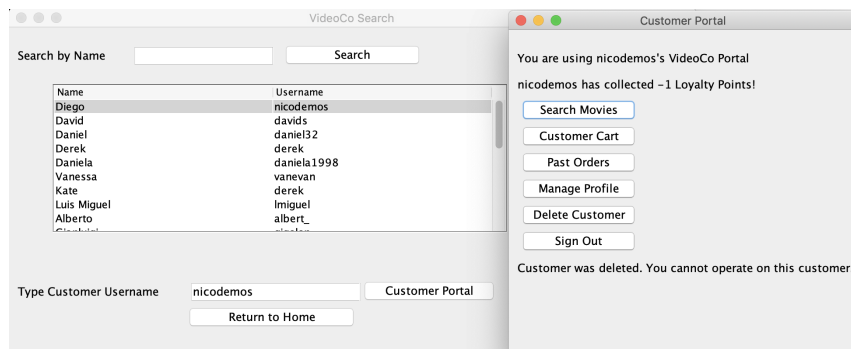 VideoCo Search
Search by Name
Search
Name Username
Diego nicodemos
David davids
Daniel daniel32
Derek derek
Daniela daniela1998
Vanessa vanevan
Kate derek
Luis Miguel lmiguel
Alberto albert_
Type Customer Username nicodemos Customer Portal
Return to Home
Customer Portal
You are using nicodemos's VideoCo Portal
nicodemos has collected -1 Loyalty Points!
Search Movies
Customer Cart
Past Orders
Manage Profile
Delete Customer
Sign Out
Customer was deleted. You cannot operate on this customer